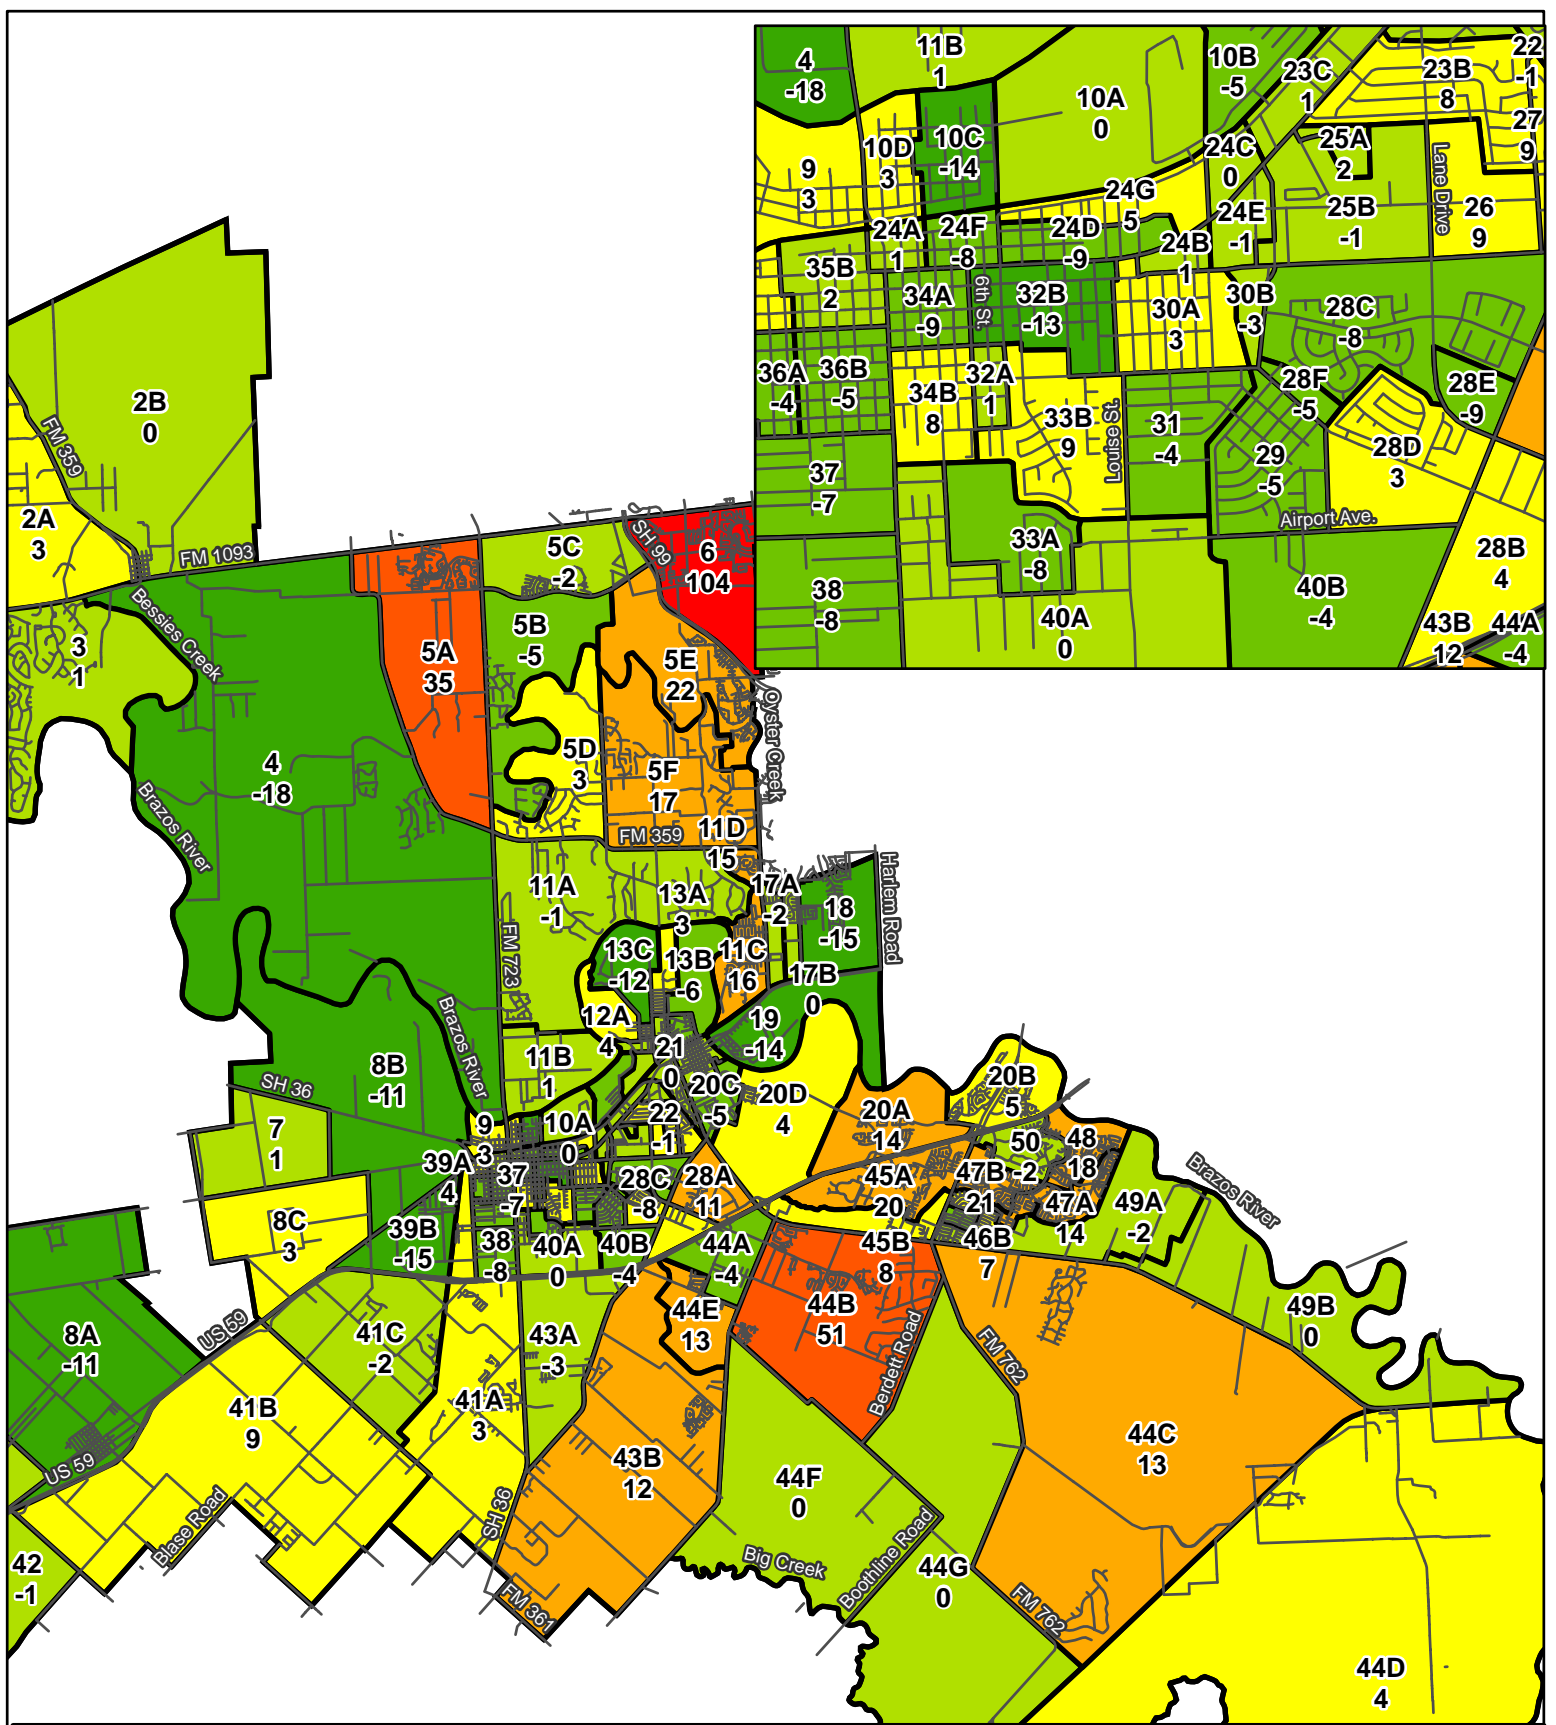 4
-18
11B
1
10A
0
10B
-5
23C
1
23B
8
22
-1
27
9
10D
3
10C
-14
24C
0
25A
2
Lane Drive
9
3
24G
5
24A
1
24F
-8
24D
-9
24B
1
24E
-1
25B
-1
26
9
35B
2
34A
-9
6th St.
32B
-13
30A
3
30B
-3
28C
-8
36A
-4
36B
-5
34B
8
32A
1
33B
9
Louise St.
31
-4
28F
-5
28E
-9
29
-5
28D
3
37
-7
Airport Ave.
33A
-8
28B
4
38
-8
40A
0
40B
-4
43B
12
44A
-4
2B
0
FM 359
2A
3
FM 1093
5C
-2
SH 99
6
104
Bessies Creek
3
1
5A
35
5B
-5
5E
22
Oyster Creek
4
-18
5D
3
5F
17
Brazos River
FM 359
11D
15
11A
-1
13A
3
17A
-2
18
-15
Harlem Road
FM 723
13C
-12
13B
-6
11C
16
17B
0
Brazos River
12A
4
19
-14
21
0
11B
1
8B
-11
SH 36
20C
-5
20D
4
20B
5
7
1
9
3
10A
0
22
-1
20A
14
50
-2
48
18
39A
4
37
-7
28C
-8
28A
11
45A
20
47B
21
47A
14
49A
-2
Brazos River
8C
3
39B
-15
38
-8
40A
0
40B
-4
44A
-4
45B
8
46B
7
US 59
8A
-11
41C
-2
43A
-3
44E
13
44B
51
Berdett Road
FM 762
49B
0
41B
9
41A
3
43B
12
44F
0
44C
13
US 59
Blase Road
SH 36
42
-1
FM 361
Big Creek
Boothline Road
44G
0
FM 762
44D
4